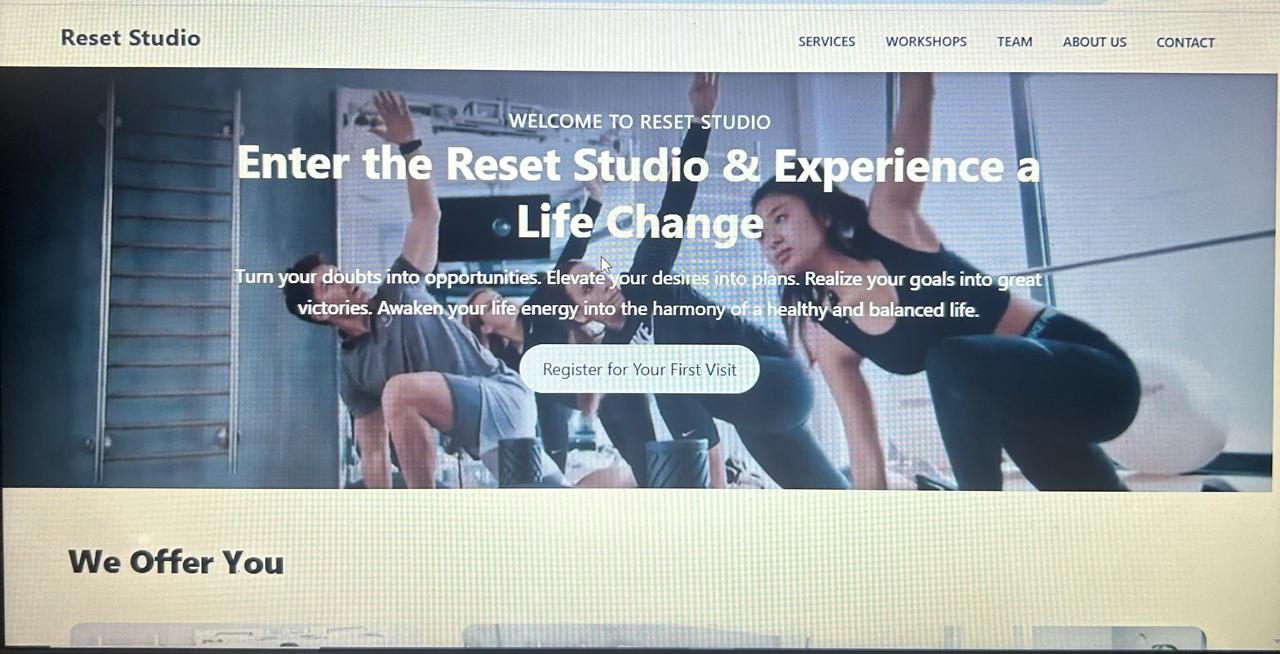 Reset Studio
SERVICES WORKSHOPS TEAM ABOUT US CONTACT
WELCOME TO RESET STUDIO
Enter the Reset Studio & Experience a
Life Change
Turn your doubts into opportunities. Elevate your desires into plans. Realize your goals into great
victories. Awaken your life energy into the harmony of a healthy and balanced life.
Register for Your First Visit
We Offer You